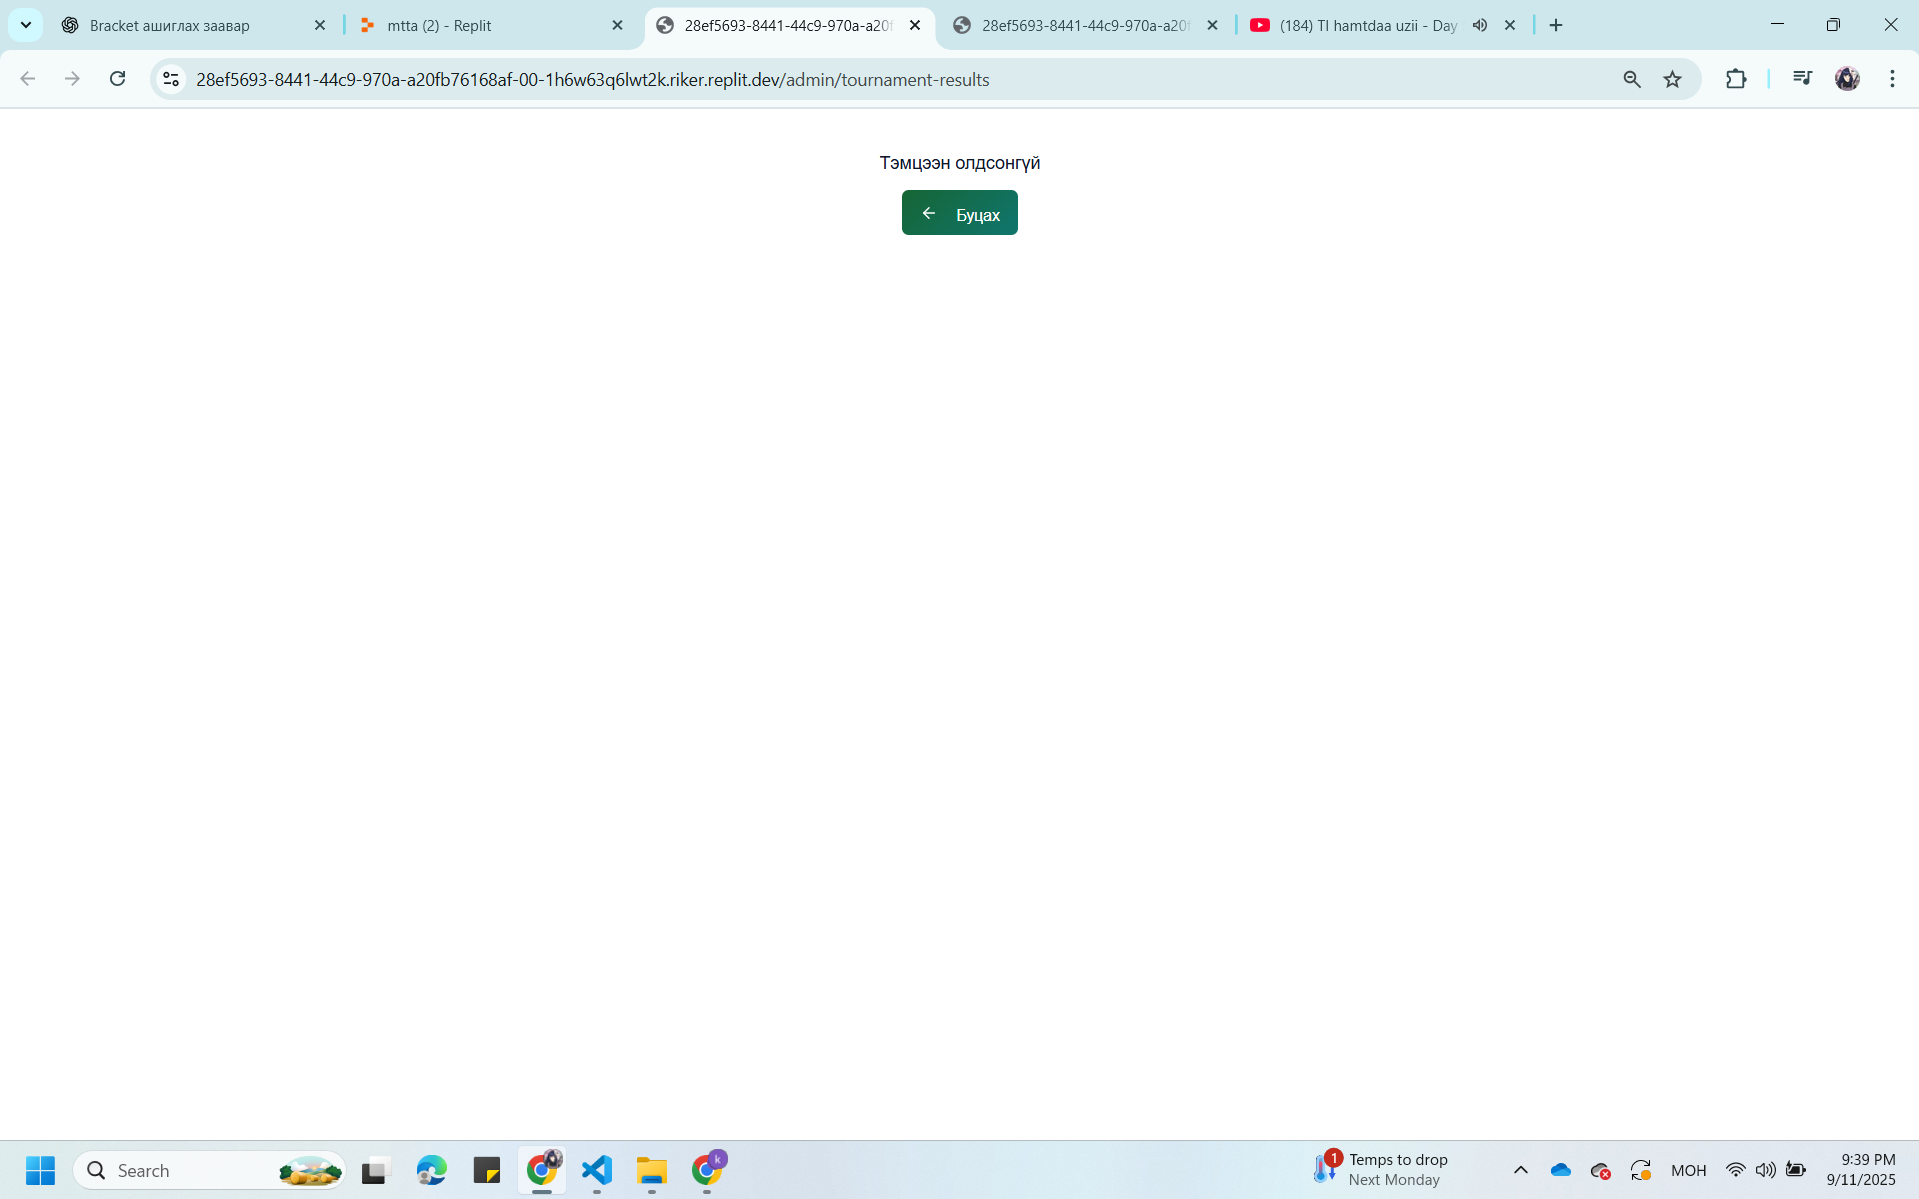 Bracket ашиглах заавар
mtta (2) - Replit
28ef5693-8441-44c9-970a-a20f
28ef5693-8441-44c9-970a-a20f
(184) TI hamtdaa uzii - Day
28ef5693-8441-44c9-970a-a20fb76168af-00-1h6w63q6lwt2k.riker.replit.dev/admin/tournament-results
Тэмцээн олдсонгүй
Буцах
Search
k
1
Temps to drop
Next Monday
МОН
9:39 PM
9/11/2025